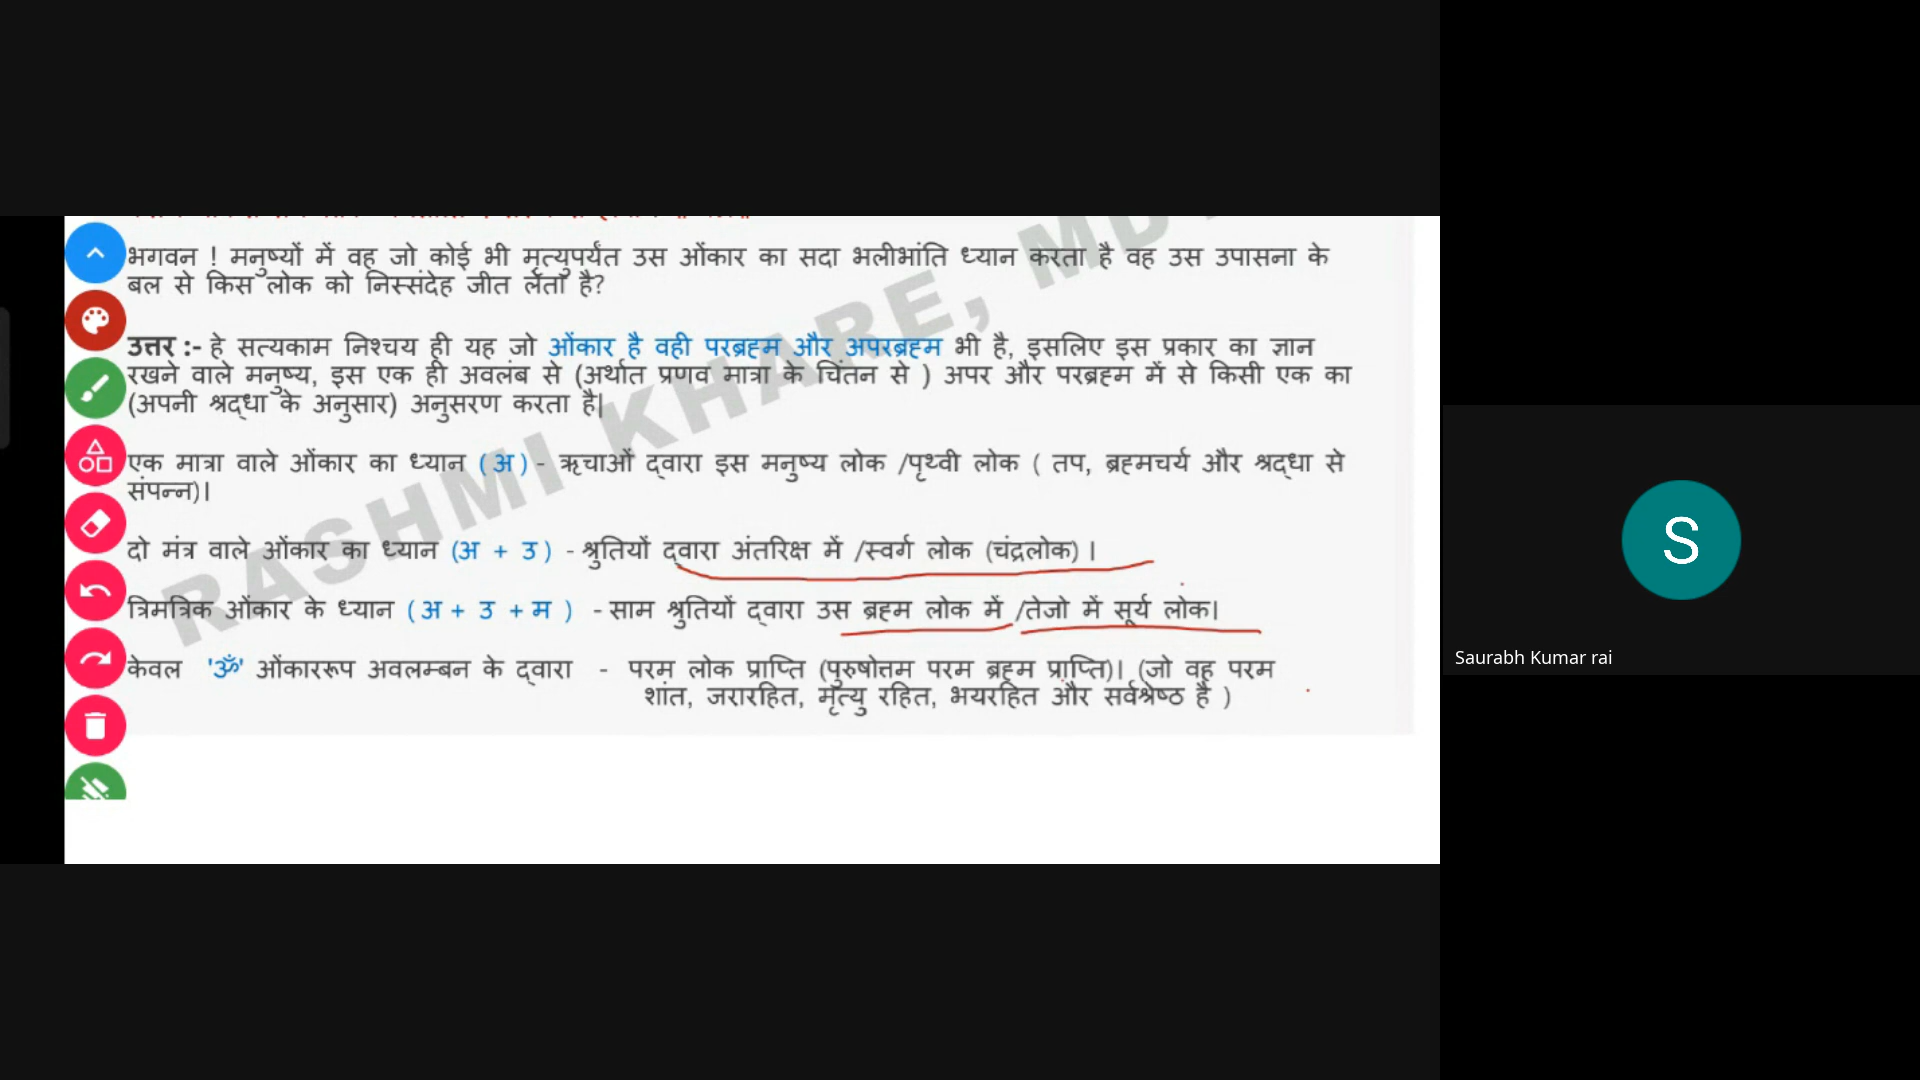 भगवन ! मनुष्यों में वह जो कोई भी मृत्युपर्यंत उस ओंकार का सदा भलीभांति ध्यान करता है वह उस उपासना के
बल से किस लोक को निस्संदेह जीत लेता है?
उत्तर :- हे सत्यकाम निश्चय ही यह जो ओंकार है वही परब्रह्म और अपरब्रह्म भी है, इसलिए इस प्रकार का ज्ञान
रखने वाले मनुष्य, इस एक ही अवलंब से (अर्थात प्रणव मात्रा के चिंतन से ) अपर और परब्रह्म में से किसी एक का
(अपनी श्रद्धा के अनुसार) अनुसरण करता है|
एक मात्रा वाले ओंकार का ध्यान ( अ ) - ऋचाओं द्वारा इस मनुष्य लोक /पृथ्वी लोक ( तप, ब्रह्मचर्य और श्रद्धा से
संपन्न)।
दो मंत्र वाले ओंकार का ध्यान (अ + उ ) - श्रुतियों द्वारा अंतरिक्ष में /स्वर्ग लोक (चंद्रलोक) ।
त्रिमत्रिक ओंकार के ध्यान ( अ + उ + म ) - साम श्रुतियों द्वारा उस ब्रह्म लोक में /तेजो में सूर्य लोक।
केवल 'ॐ' ओंकाररूप अवलम्बन के द्वारा - परम लोक प्राप्ति (पुरुषोत्तम परम ब्रह्म प्राप्ति)। (जो वह परम
शांत, जरारहित, मृत्यु रहित, भयरहित और सर्वश्रेष्ठ है )
RASHMI KHARE, MD
S
Saurabh Kumar rai